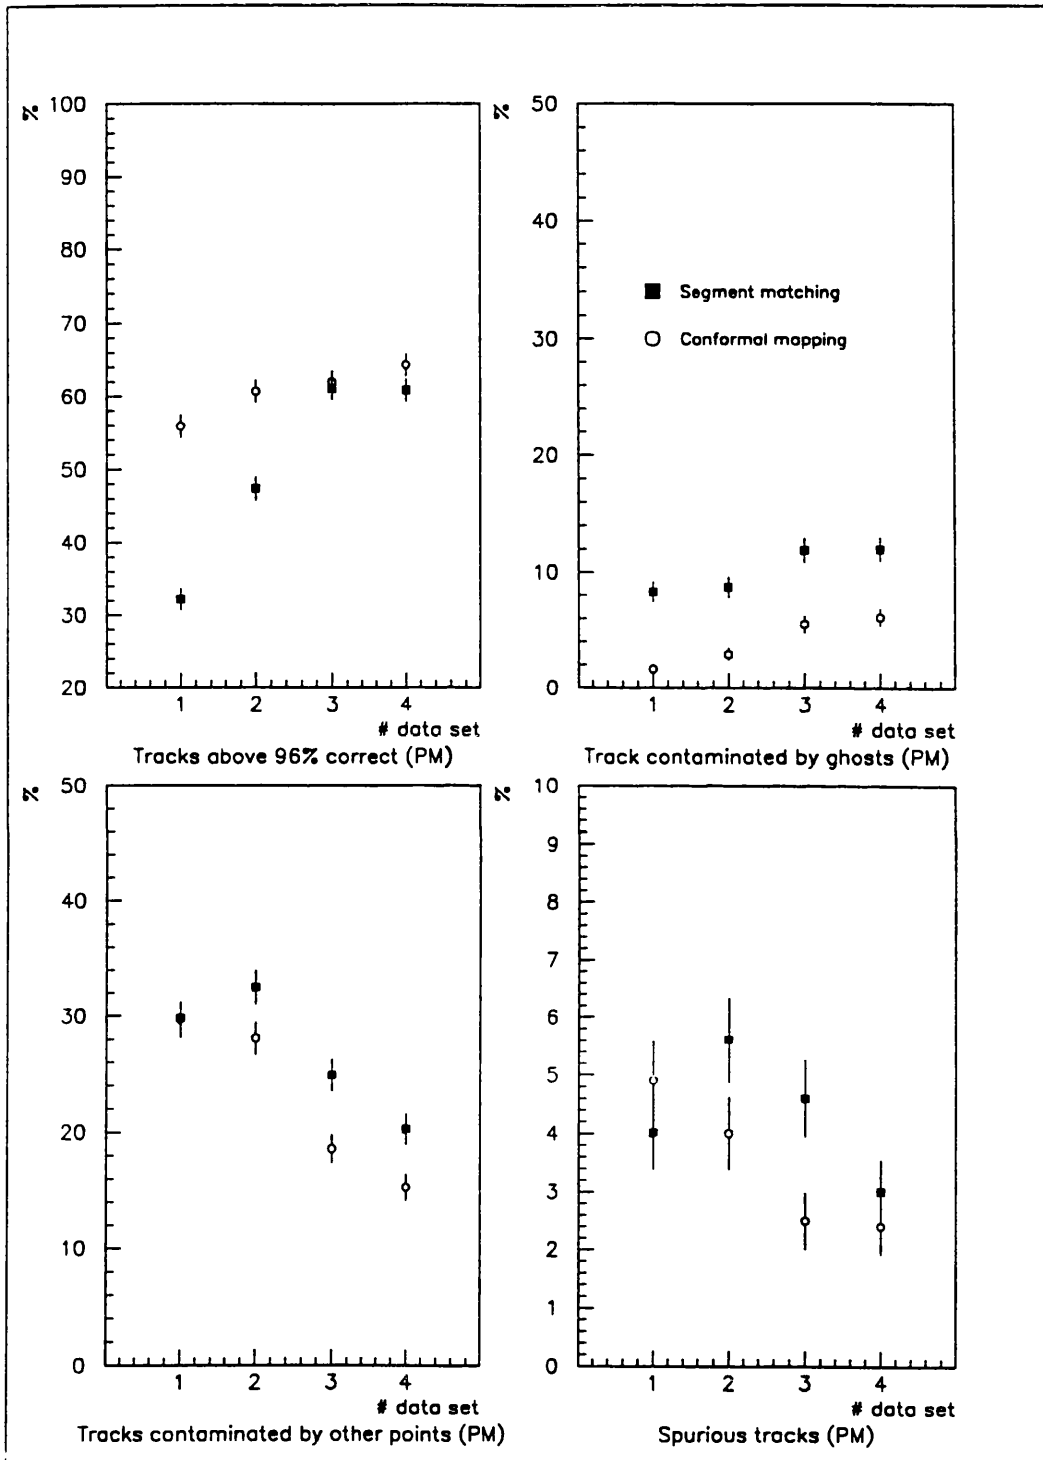 %
100
90
80
70
60
50
40
30
20
1 2 3 4
# data set
Tracks above 96% correct (PM)
%
50
40
30
20
10
0
Segment matching
Conformal mapping
1 2 3 4
# data set
Track contaminated by ghosts (PM)
%
50
40
30
20
10
0
1 2 3 4
# data set
Tracks contaminated by other points (PM)
%
10
9
8
7
6
5
4
3
2
1
0
1 2 3 4
# data set
Spurious tracks (PM)